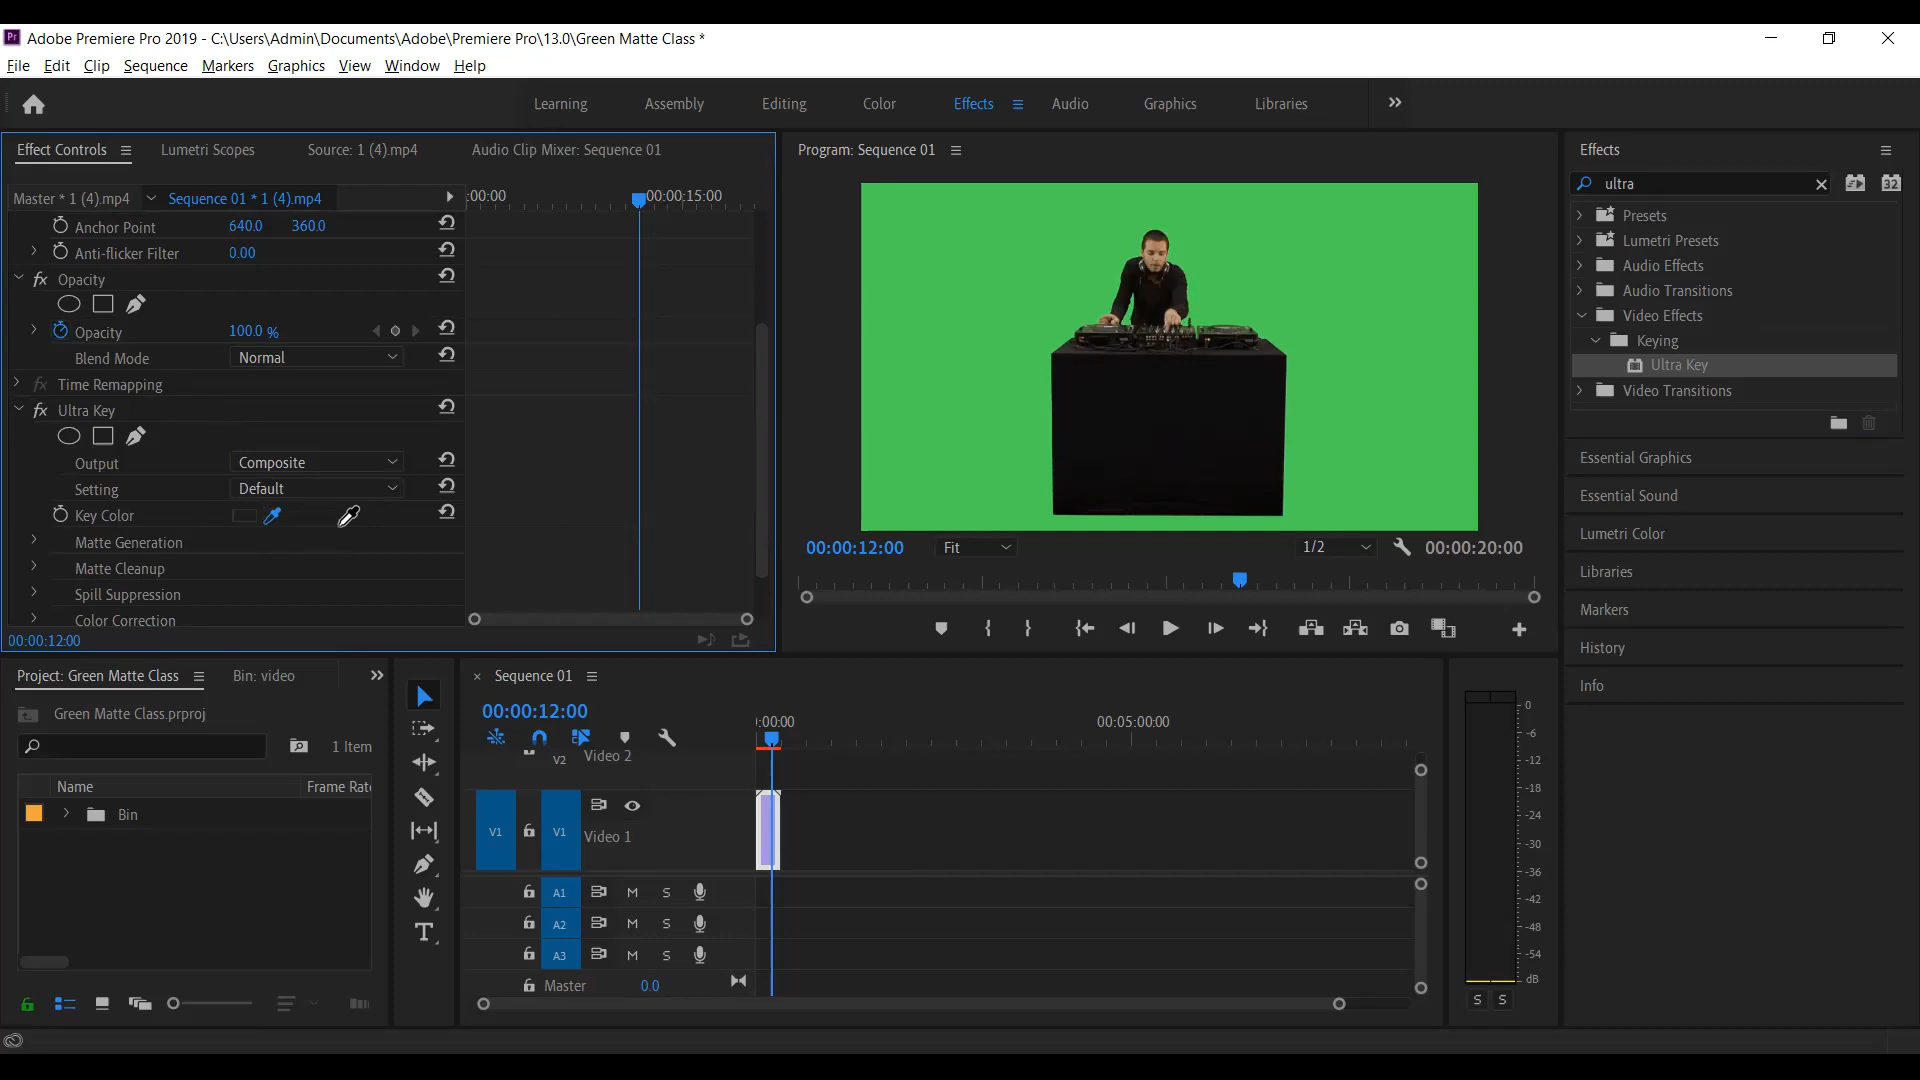 Adobe Premiere Pro 2019 - C:\Users\Admin\Documents\Adobe\Premiere Pro\13.0\Green Matte Class *
File Edit Clip Sequence Markers Graphics View Window Help
Learning Assembly Editing Color Effects Audio Graphics Libraries
Effect Controls Lumetri Scopes Source: 1 (4).mp4 Audio Clip Mixer: Sequence 01
Master * 1 (4).mp4 Sequence 01 * 1 (4).mp4 :00:00 00:00:15:00
Anchor Point 640.0 360.0
Anti-flicker Filter 0.00
fx Opacity
Opacity 100.0 %
Blend Mode Normal
fx Time Remapping
fx Ultra Key
Output Composite
Setting Default
Key Color
Matte Generation
Matte Cleanup
Spill Suppression
Color Correction
00:00:12:00
Program: Sequence 01
00:00:12:00 Fit 1/2 00:00:20:00
Effects
ultra
32
Presets
Lumetri Presets
Audio Effects
Audio Transitions
Video Effects
Keying
Ultra Key
Video Transitions
Essential Graphics
Essential Sound
Lumetri Color
Libraries
Markers
History
Info
Project: Green Matte Class Bin: video
Green Matte Class.prproj
1 Item
Name Frame Rate
Bin
Sequence 01
00:00:12:00
:00:00 00:05:00:00
V2 Video 2
V1 V1 Video 1
A1 M S
A2 M S
A3 M S
Master 0.0
0
-6
-12
-18
-24
-30
-36
-42
-48
-54
dB
S S